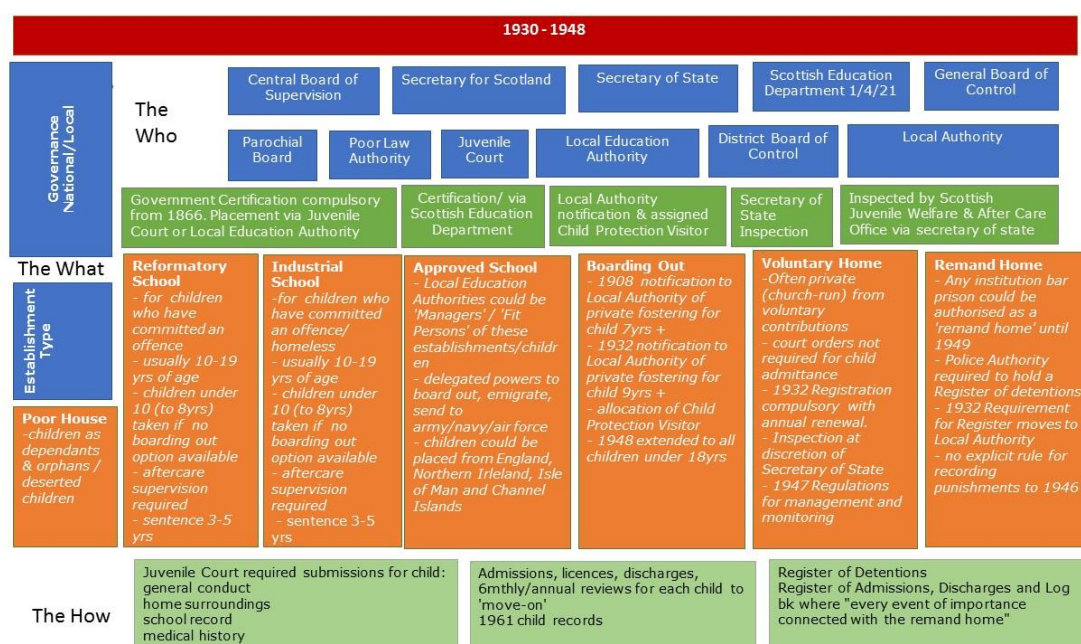 1930 - 1948
Governance
National/Local
The
Who
Central Board of
Supervision
Secretary for Scotland
Secretary of State
Scottish Education
Department 1/4/21
General Board of
Control
Parochial
Board
Poor Law
Authority
Juvenile
Court
Local Education
Authority
District Board of
Control
Local Authority
Government Certification compulsory
from 1866. Placement via Juvenile
Court or Local Education Authority
Certification/ via
Scottish Education
Department
Local Authority
notification & assigned
Child Protection Visitor
Secretary of
State
Inspection
Inspected by Scottish
Juvenile Welfare & After Care
Office via secretary of state
The What
Establishment
Type
Poor House
-children as
dependants
& orphans /
deserted
children
Reformatory
School
- for children
who have
committed an
offence
- usually 10-19
yrs of age
- children under
10 (to 8yrs)
taken if no
boarding out
option available
- aftercare
supervision
required
- sentence 3-5
yrs
Industrial
School
-for children who
have committed
an offence/
homeless
- usually 10-19
yrs of age
- children under
10 (to 8yrs)
taken if no
boarding out
option available
- aftercare
supervision
required
- sentence 3-5
yrs
Approved School
- Local Education
Authorities could be
'Managers' / 'Fit
Persons' of these
establishments/childr
en
- delegated powers to
board out, emigrate,
send to
army/navy/air force
- children could be
placed from England,
Northern Irleland, Isle
of Man and Channel
Islands
Boarding Out
- 1908 notification to
Local Authority of
private fostering for
child 7yrs +
- 1932 notification to
Local Authority of
private fostering for
child 9yrs +
- allocation of Child
Protection Visitor
- 1948 extended to all
children under 18yrs
Voluntary Home
-Often private
(church-run) from
voluntary
contributions
- court orders not
required for child
admittance
- 1932 Registration
compulsory with
annual renewal.
- Inspection at
discretion of
Secretary of State
- 1947 Regulations
for management and
monitoring
Remand Home
- Any institution bar
prison could be
authorised as a
'remand home' until
1949
- Police Authority
required to hold a
Register of detentions
- 1932 Requirement
for Register moves to
Local Authority
- no explicit rule for
recording
punishments to 1946
The How
Juvenile Court required submissions for child:
general conduct
home surroundings
school record
medical history
Admissions, licences, discharges,
6mthly/annual reviews for each child to
'move-on'
1961 child records
Register of Detentions
Register of Admissions, Discharges and Log
bk where "every event of importance
connected with the remand home"